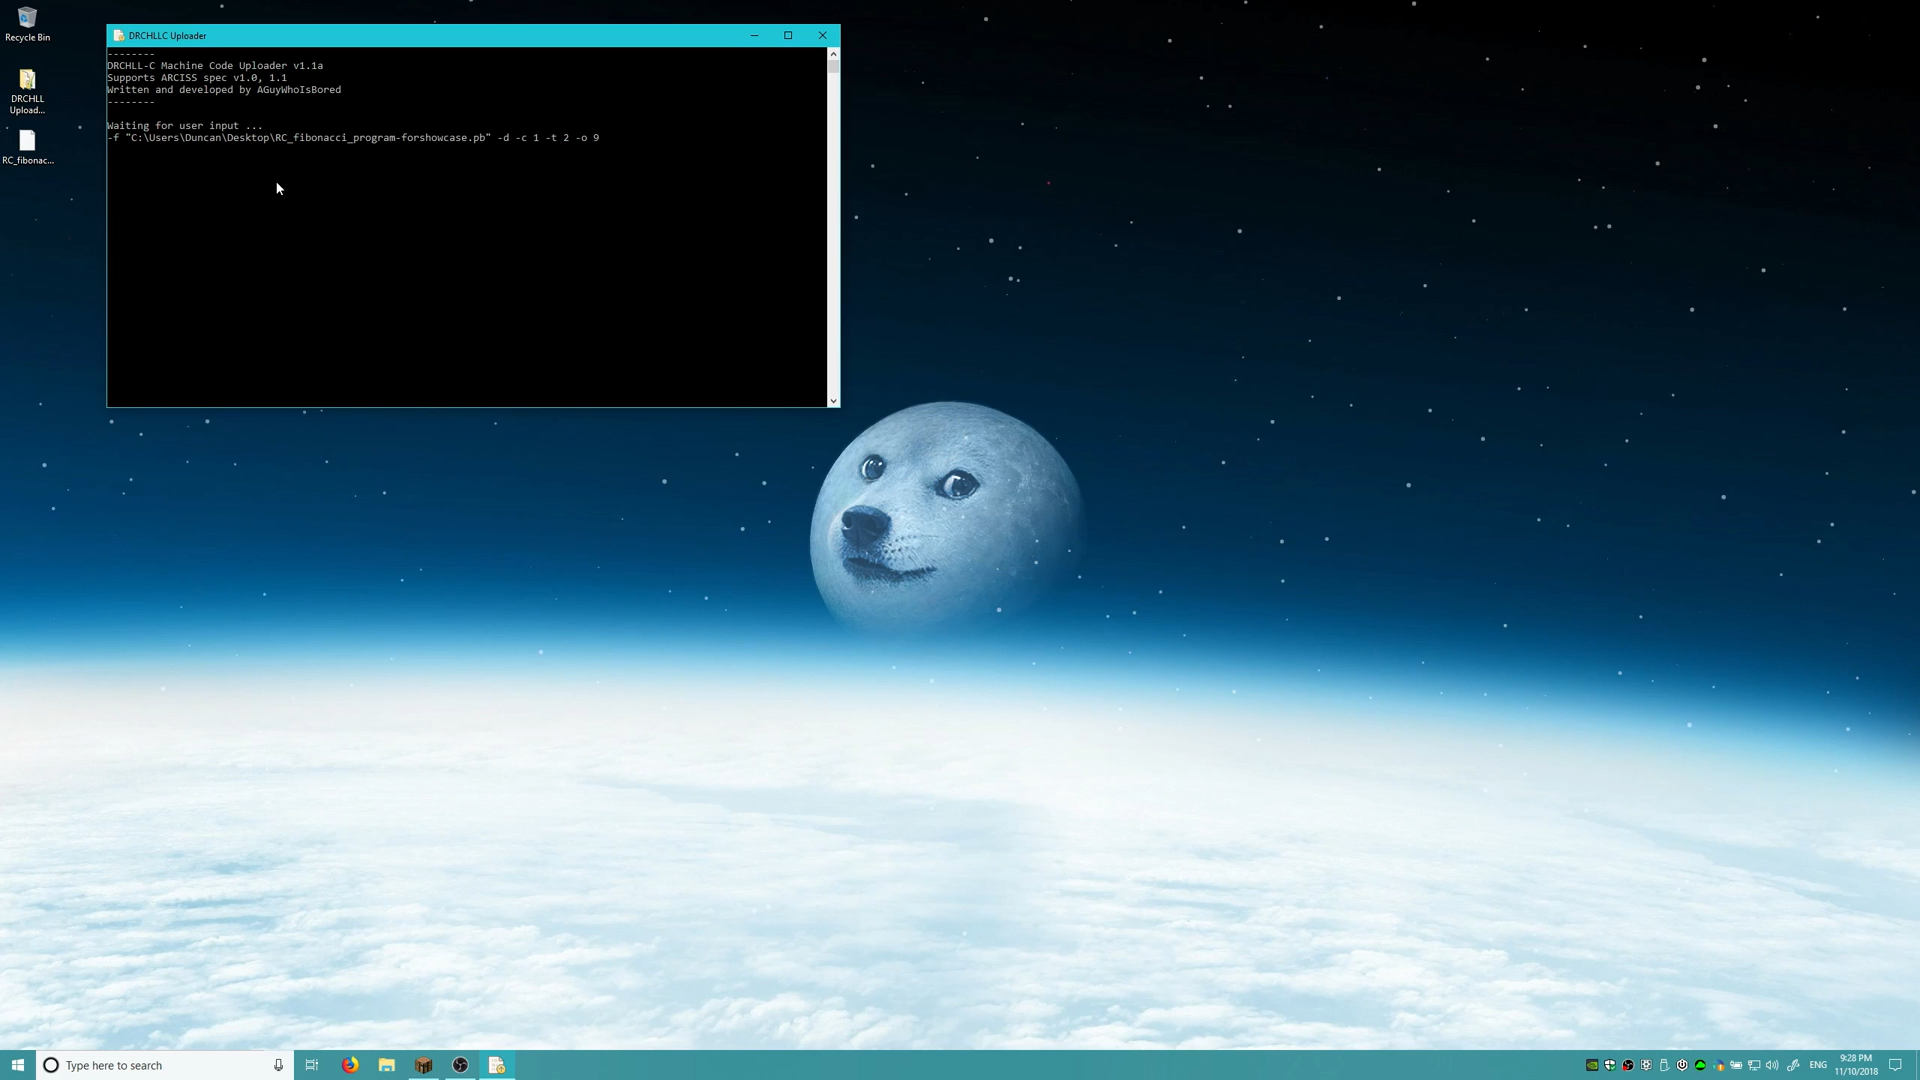 Recycle Bin
DRCHLL
Upload...
RC_fibonac...
DRCHLLC Uploader
--------
DRCHLL-C Machine Code Uploader v1.1a
Supports ARCISS spec v1.0, 1.1
Written and developed by AGuyWhoIsBored
--------
Waiting for user input ...
-f "C:\Users\Duncan\Desktop\RC_fibonacci_program-forshowcase.pb" -d -c 1 -t 2 -o 9
Type here to search
ENG
9:28 PM
11/10/2018